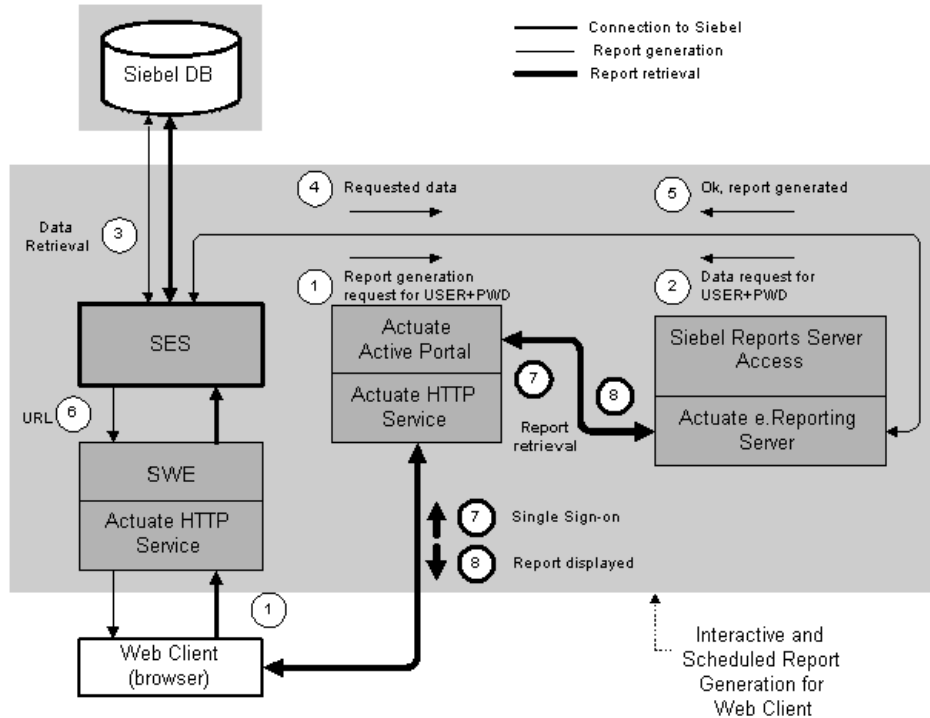 Siebel DB
Connection to Siebel
Report generation
Report retrieval
4
Requested data
5
Ok, report generated
Data
Retrieval
3
1
Report generation
request for USER+PWD
2
Data request for
USER+PWD
SES
Actuate
Active Portal
Actuate HTTP
Service
Siebel Reports Server
Access
Actuate e.Reporting
Server
7
8
Report
retrieval
URL
6
SWE
Actuate HTTP
Service
7
Single Sign-on
8
Report displayed
1
Web Client
(browser)
Interactive and
Scheduled Report
Generation for
Web Client